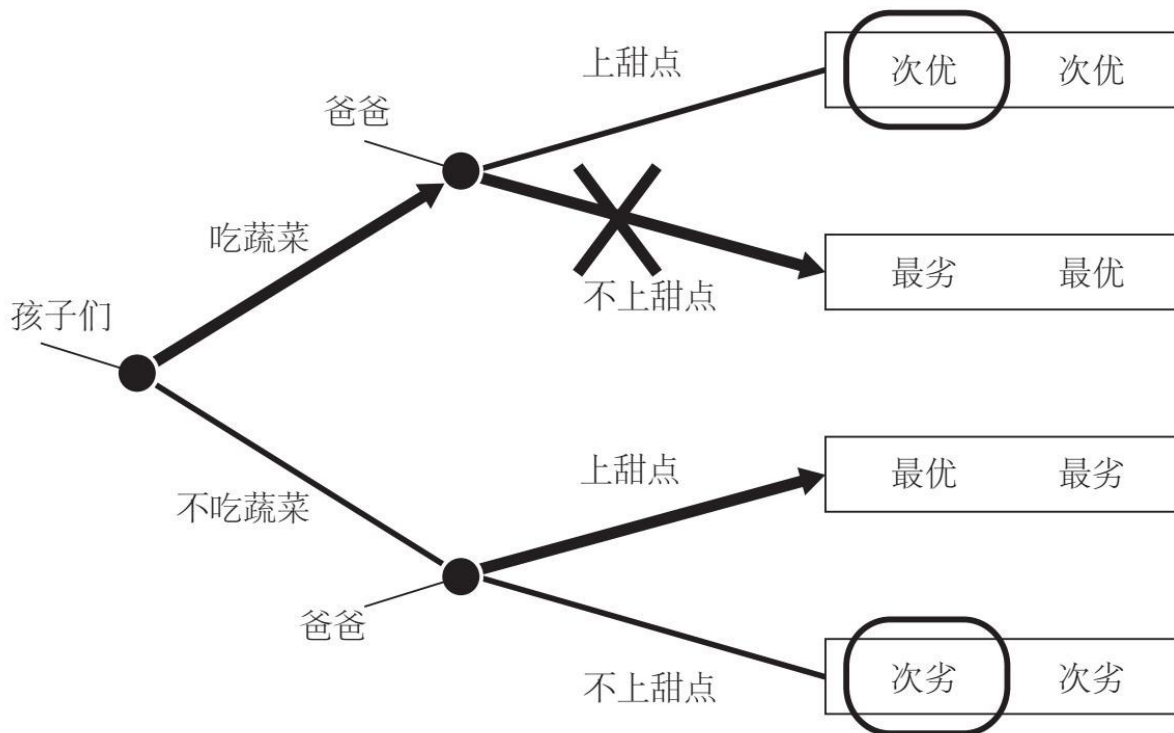 上甜点
次优 次优
爸爸
吃蔬菜
最劣 最优
不上甜点
孩子们
上甜点
最优 最劣
不吃蔬菜
爸爸
次劣 次劣
不上甜点